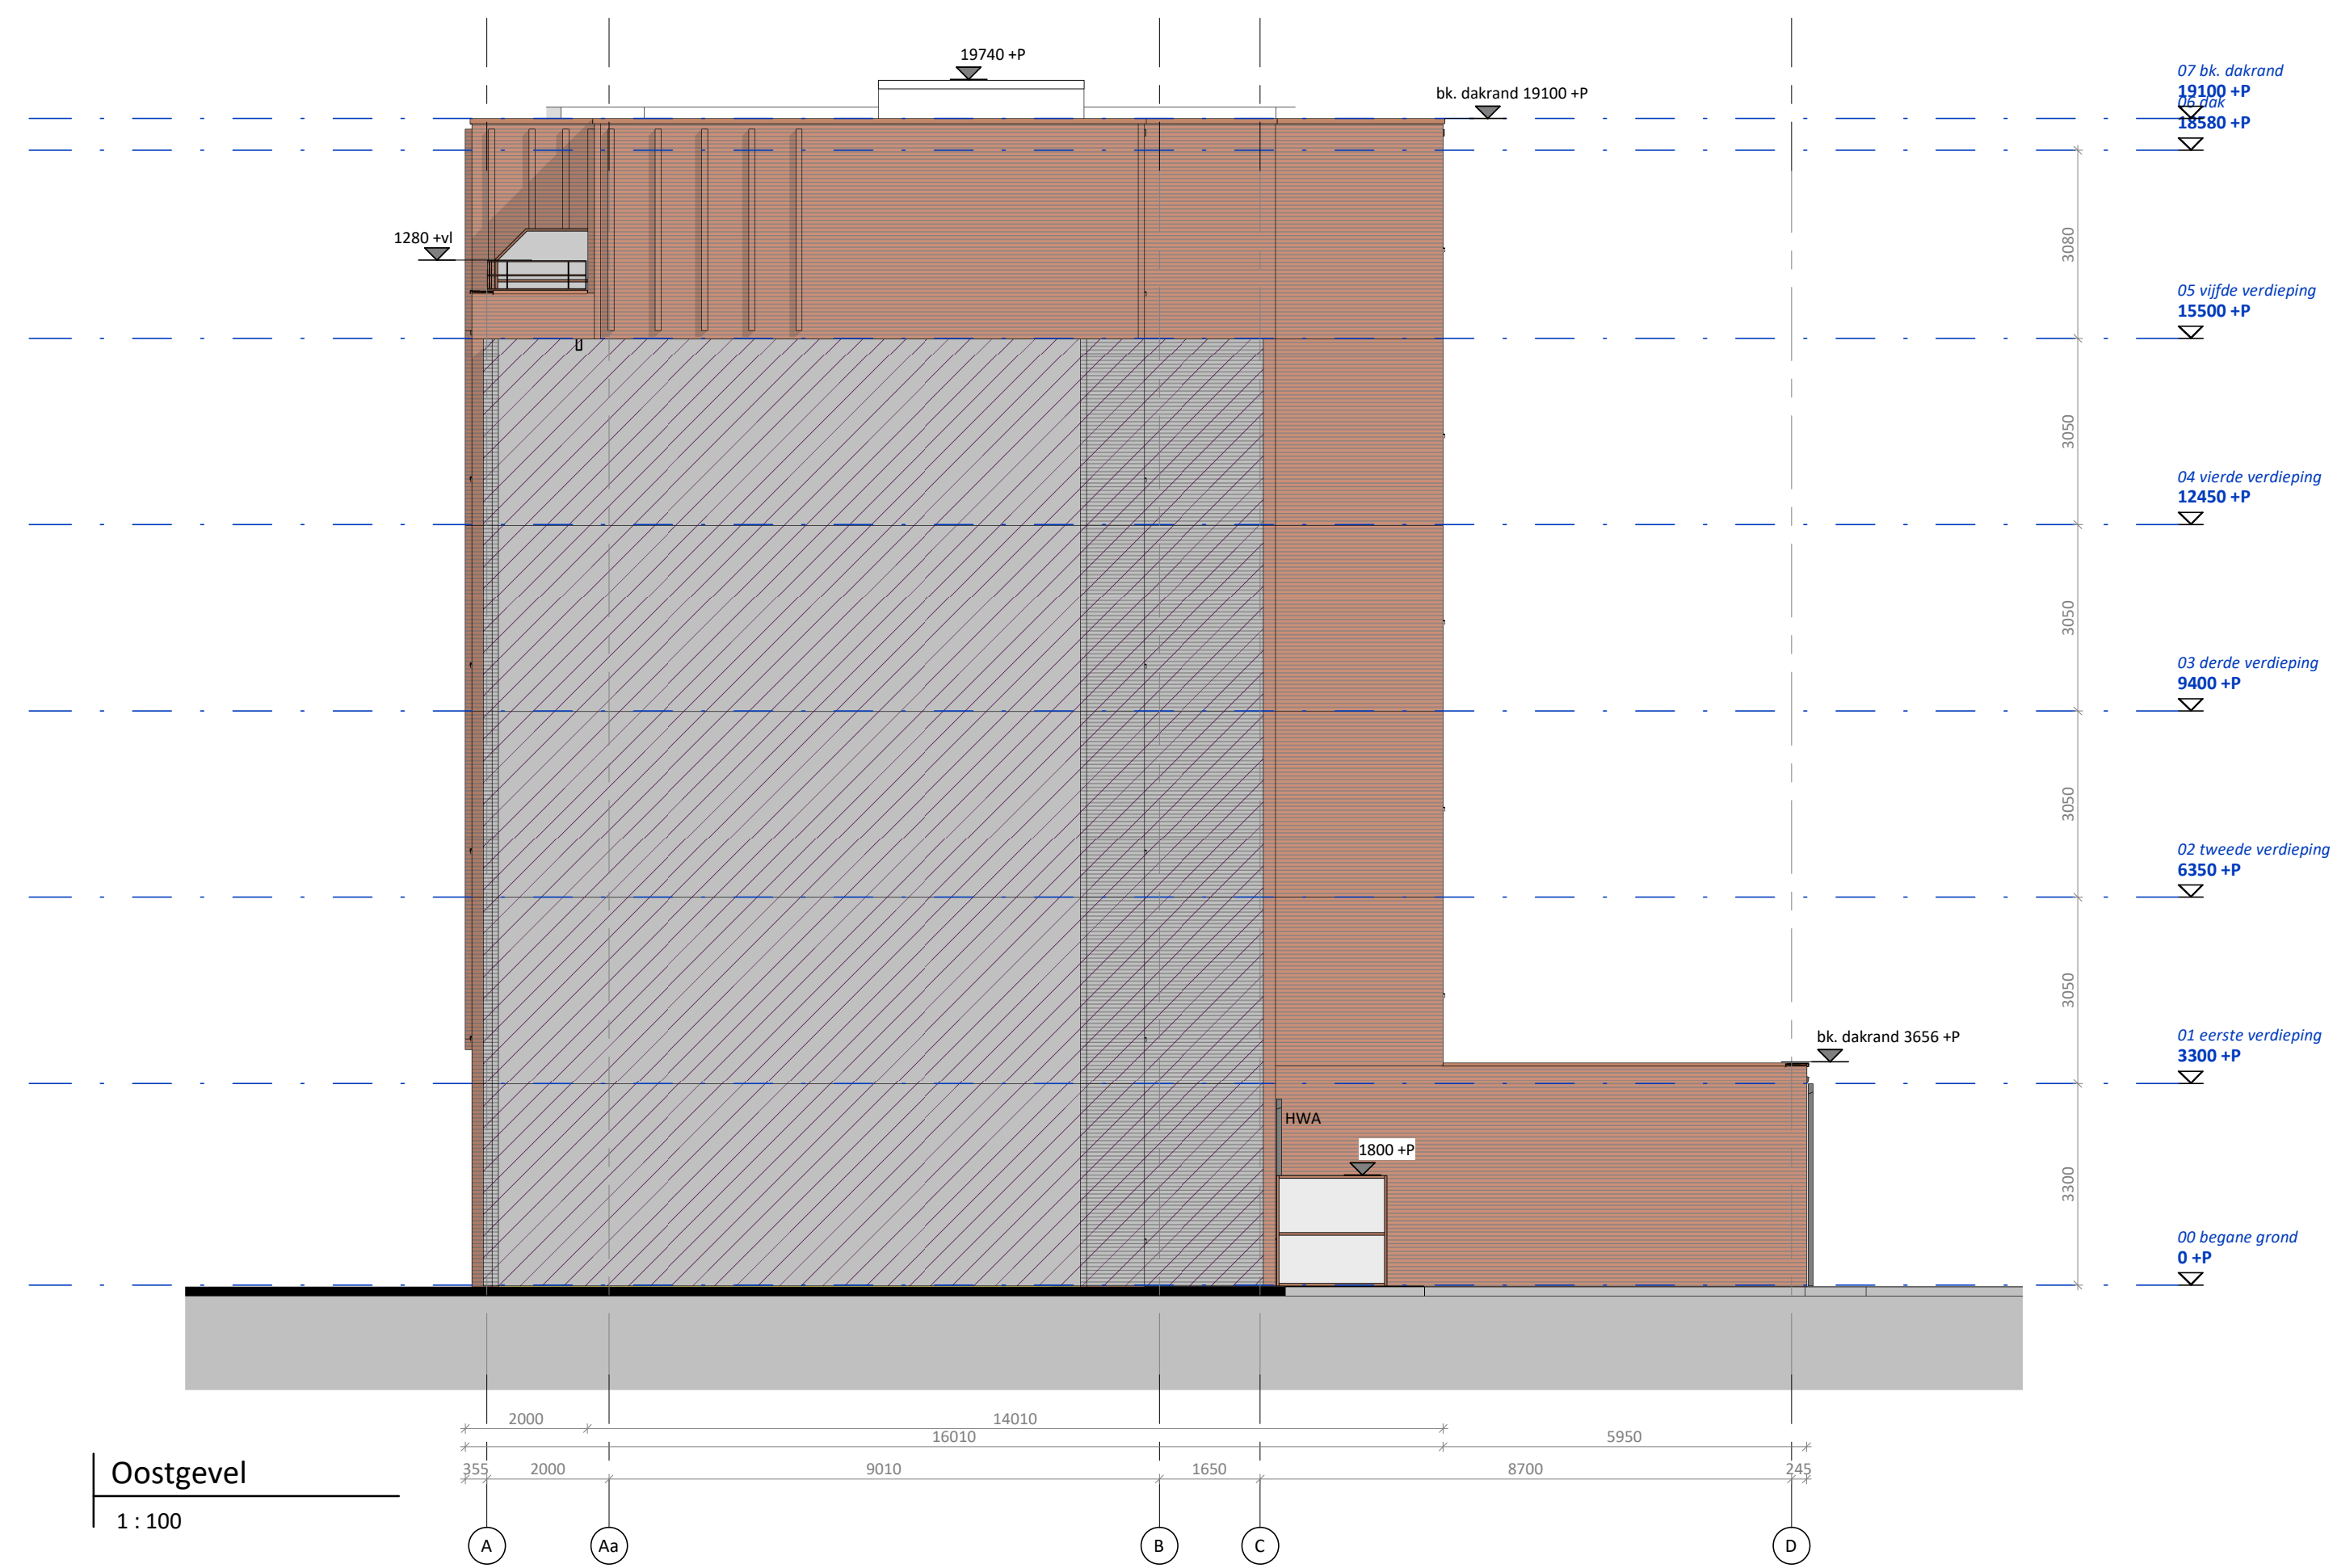 19740 +P
07 bk. dakrand
19100 +P
bk. dakrand 19100 +P
06 dak
18580 +P
1280 +vl
3080
05 vijfde verdieping
15500 +P
3050
04 vierde verdieping
12450 +P
3050
03 derde verdieping
9400 +P
3050
02 tweede verdieping
6350 +P
3050
bk. dakrand 3656 +P
01 eerste verdieping
3300 +P
HWA
1800 +P
3300
00 begane grond
0 +P
2000 14010
16010 5950
355 2000 9010 1650 8700 245
Oostgevel
1 : 100
A Aa B C D